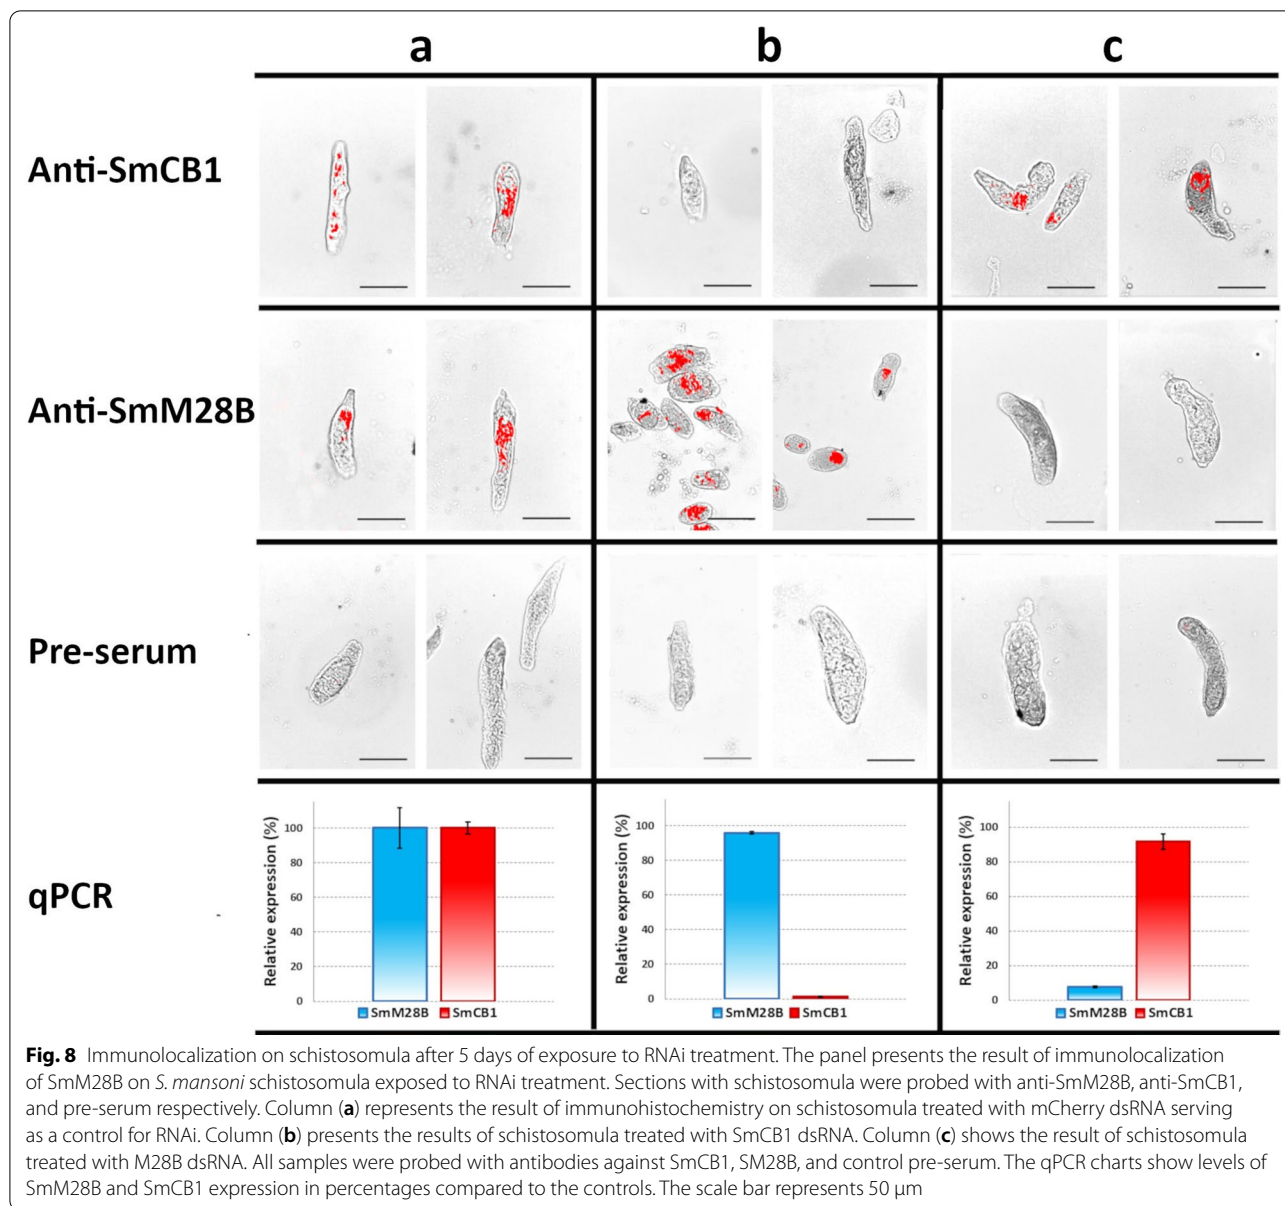 a b c
Anti-SmCB1
Anti-SmM28B
Pre-serum
qPCR
Relative expression (%)
100
80
60
40
20
0
SmM28B SmCB1
Relative expression (%)
100
80
60
40
20
0
SmM28B SmCB1
Relative expression (%)
100
80
60
40
20
0
SmM28B SmCB1
Fig. 8 Immunolocalization on schistosomula after 5 days of exposure to RNAi treatment. The panel presents the result of immunolocalization
of SmM28B on S. mansoni schistosomula exposed to RNAi treatment. Sections with schistosomula were probed with anti-SmM28B, anti-SmCB1,
and pre-serum respectively. Column (a) represents the result of immunohistochemistry on schistosomula treated with mCherry dsRNA serving
as a control for RNAi. Column (b) presents the results of schistosomula treated with SmCB1 dsRNA. Column (c) shows the result of schistosomula
treated with M28B dsRNA. All samples were probed with antibodies against SmCB1, SM28B, and control pre-serum. The qPCR charts show levels of
SmM28B and SmCB1 expression in percentages compared to the controls. The scale bar represents 50 μm